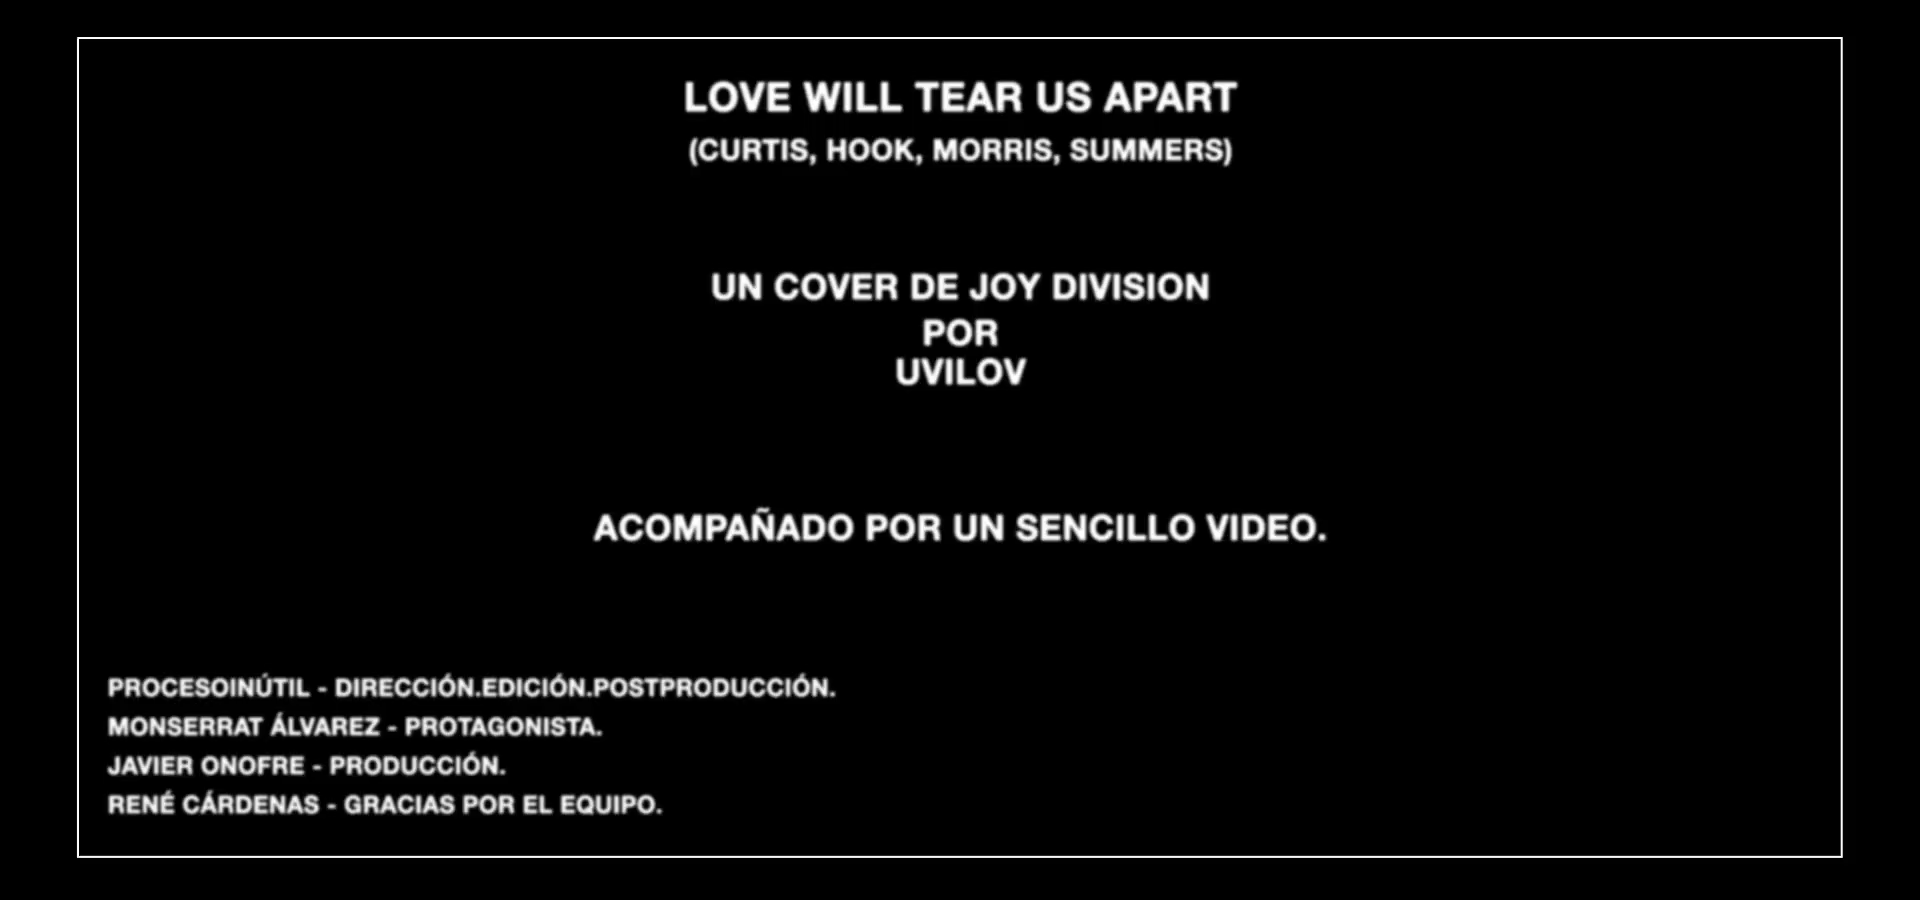 LOVE WILL TEAR US APART
(CURTIS, HOOK, MORRIS, SUMMERS)
UN COVER DE JOY DIVISION
POR
UVILOV
ACOMPAÑADO POR UN SENCILLO VIDEO.
PROCESOINÚTIL - DIRECCIÓN.EDICIÓN.POSTPRODUCCIÓN.
MONSERRAT ÁLVAREZ - PROTAGONISTA.
JAVIER ONOFRE - PRODUCCIÓN.
RENÉ CÁRDENAS - GRACIAS POR EL EQUIPO.